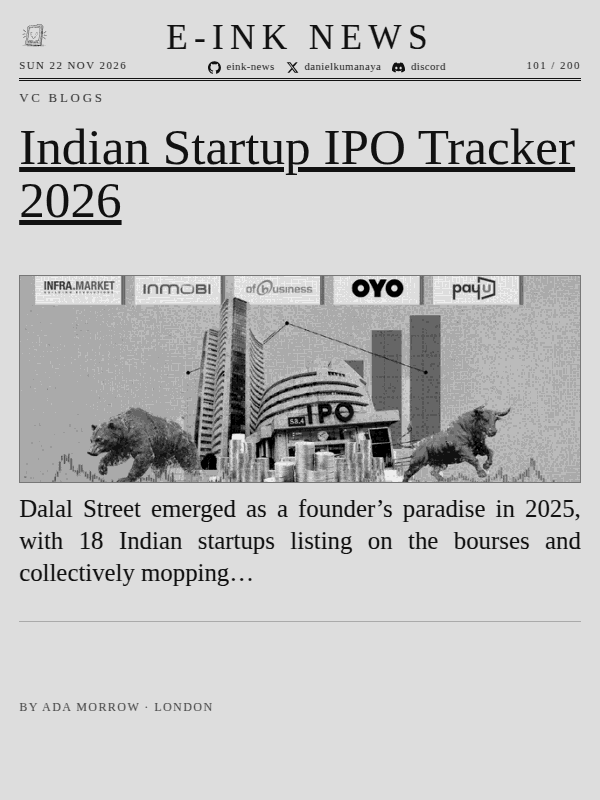 E-INK NEWS
SUN 22 NOV 2026
eink-news
danielkumanaya
discord
101 / 200
VC BLOGS
Indian Startup IPO Tracker
2026
INFRA.MARKET
INMOBI
ofbusiness
OYO
payu
IPO
Dalal Street emerged as a founder’s paradise in 2025,
with 18 Indian startups listing on the bourses and
collectively mopping…
BY ADA MORROW · LONDON